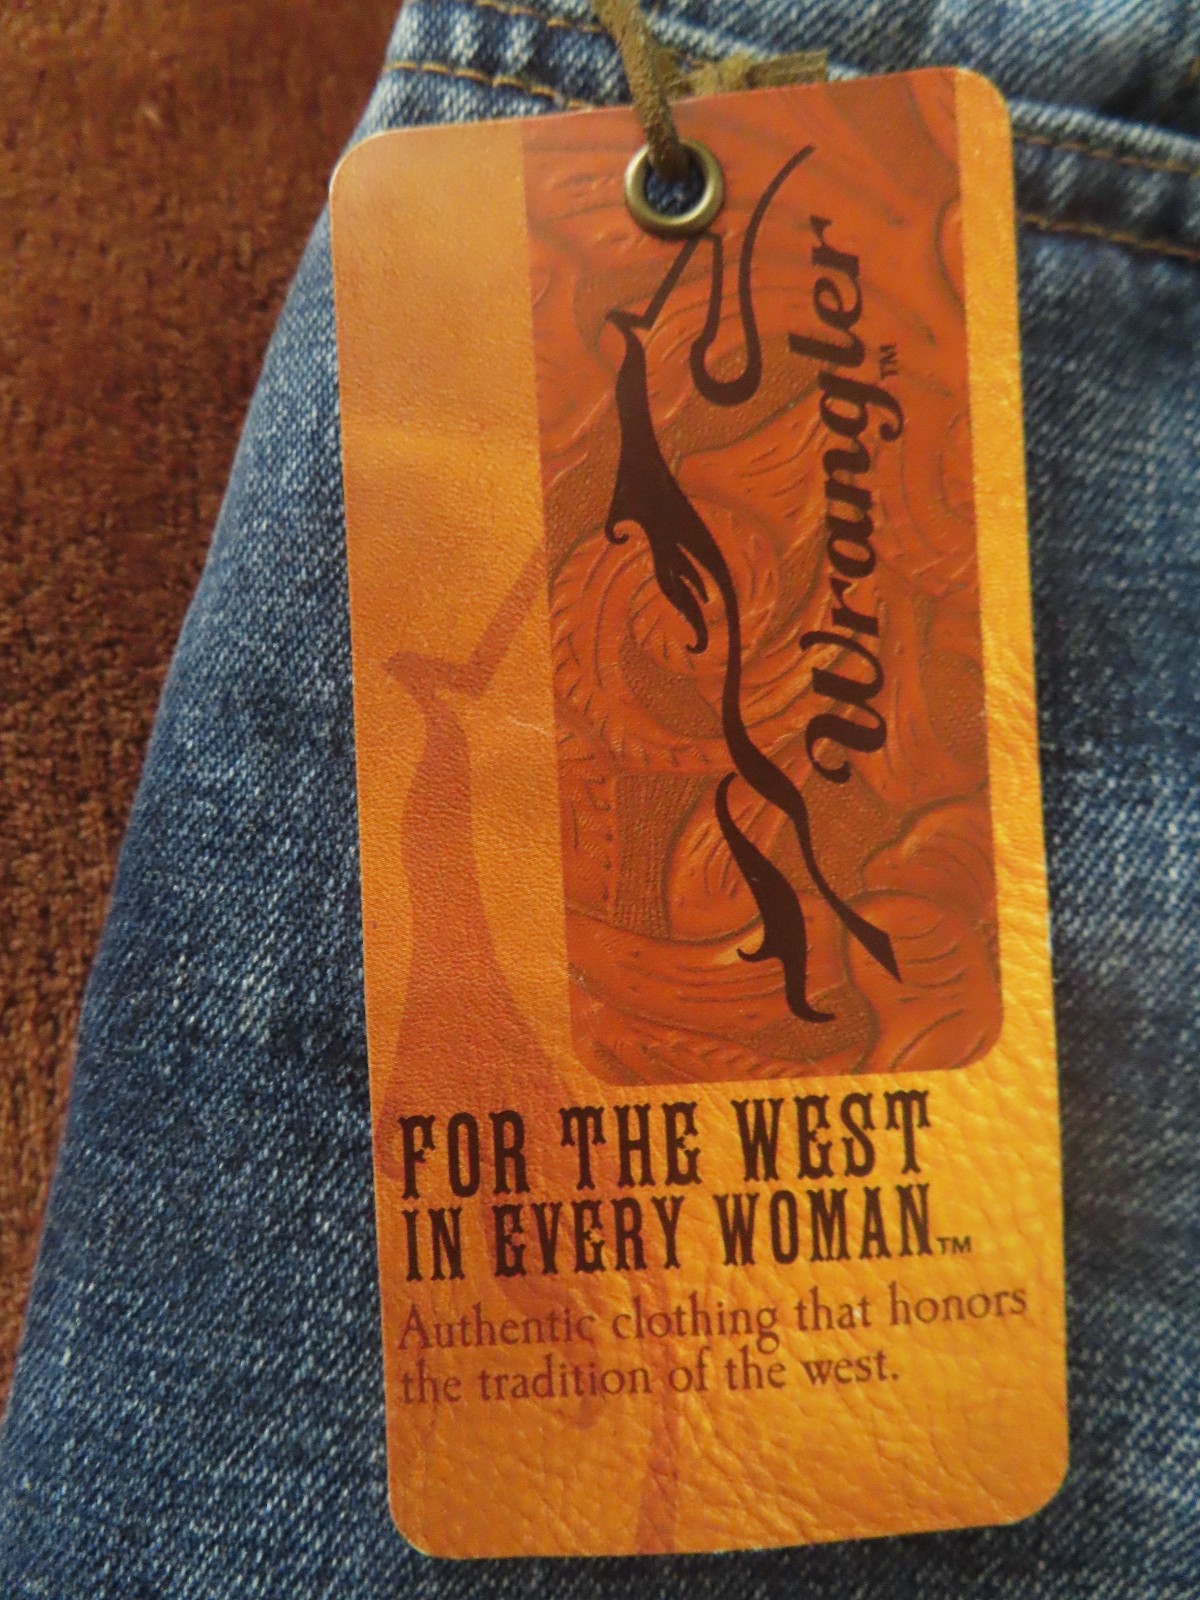 Wrangler™
FOR THE WEST
IN EVERY WOMAN™
Authentic clothing that honors
the tradition of the west.